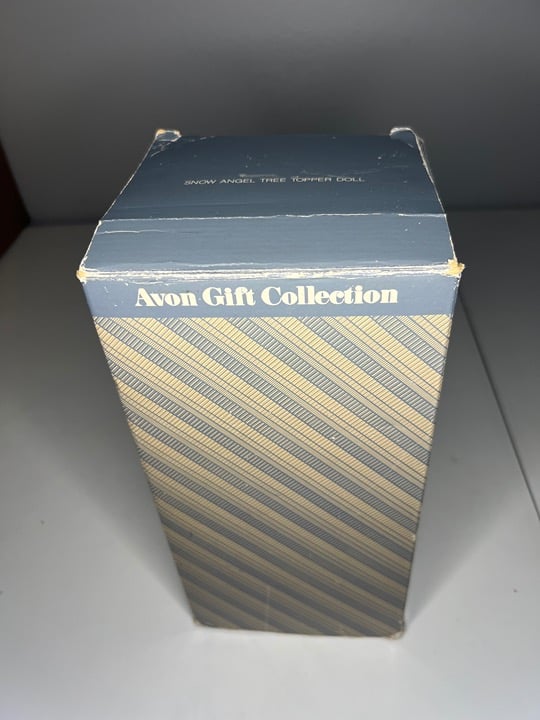 SNOW ANGEL TREE TOPPER DOLL
Avon Gift Collection